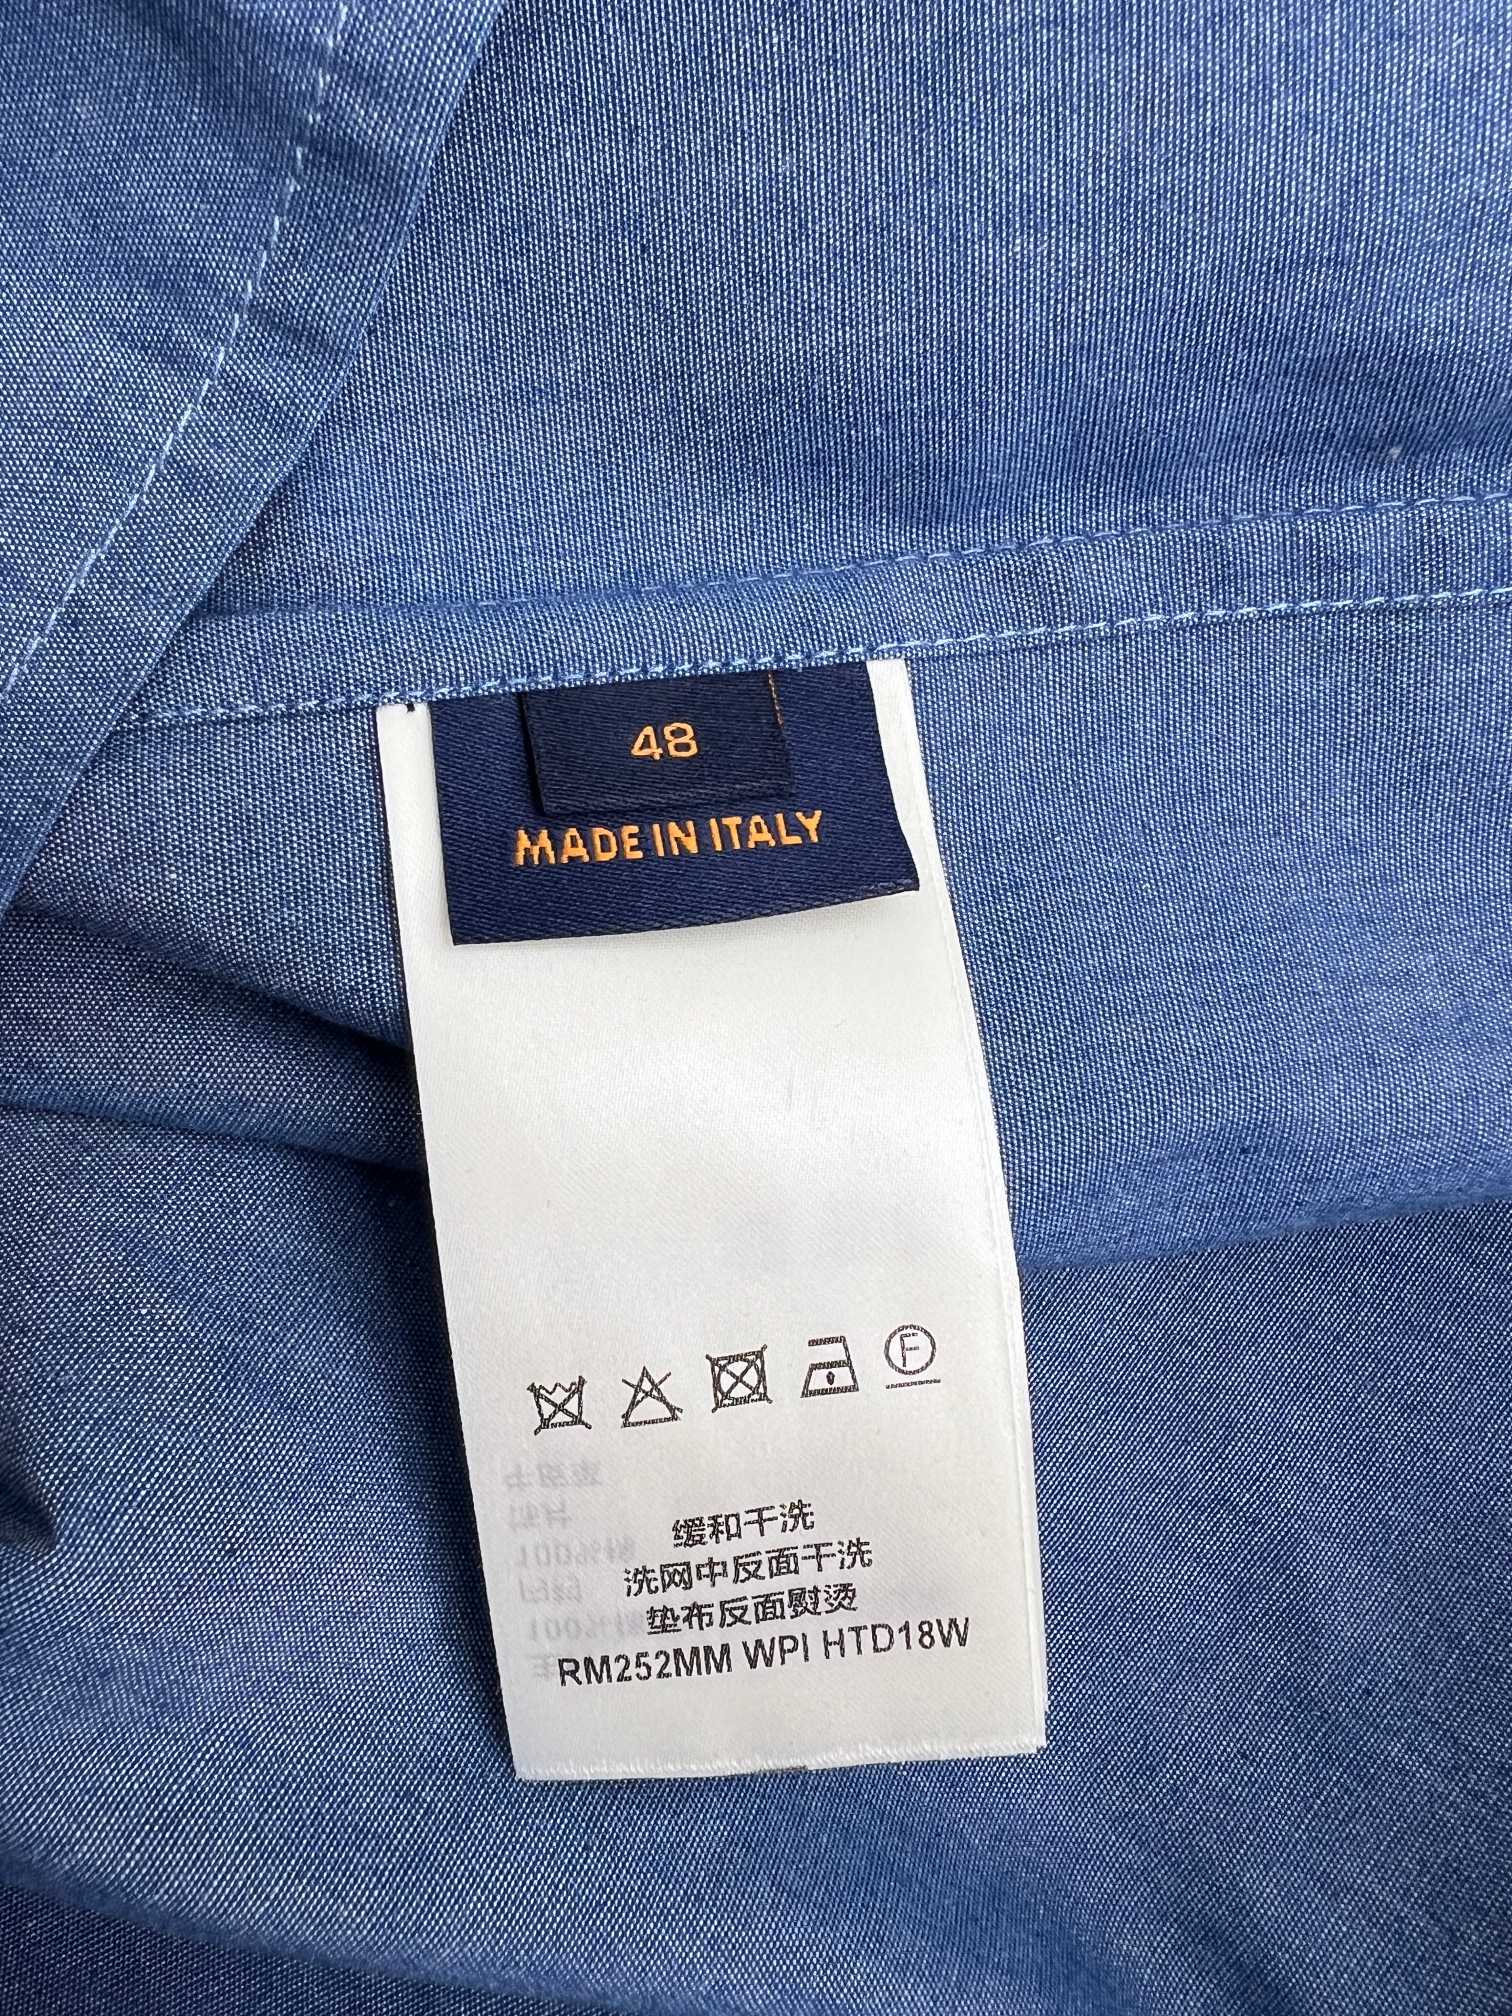 48
MADE IN ITALY
F
缓和干洗
洗网中反面干洗
垫布反面熨烫
RM252MM WPI HTD18W